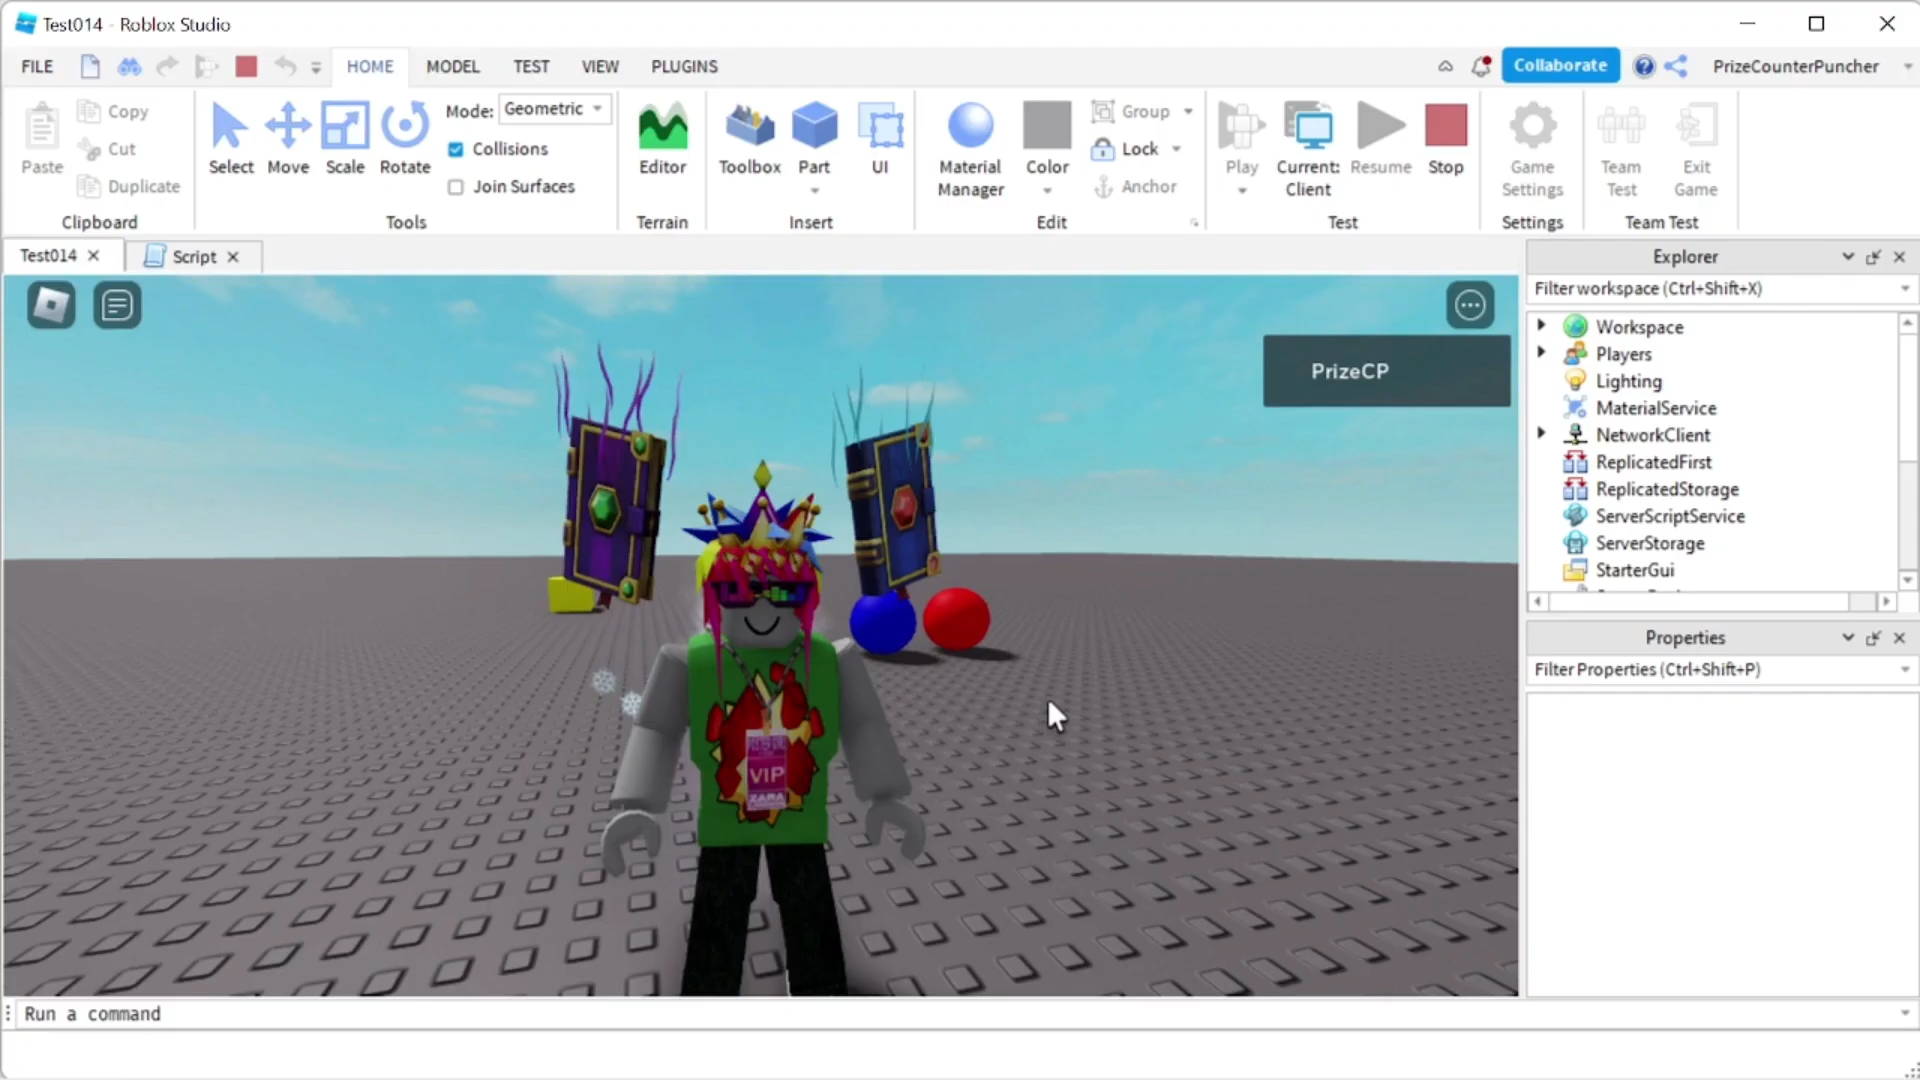 Test014 - Roblox Studio
FILE HOME MODEL TEST VIEW PLUGINS Collaborate PrizeCounterPuncher
Paste
Copy
Cut
Duplicate
Clipboard
Select Move Scale Rotate
Mode: Geometric
Collisions
Join Surfaces
Tools
Editor
Terrain
Toolbox Part UI
Insert
Material Manager
Color
Group
Lock
Anchor
Edit
Play
Current: Client
Resume
Stop
Test
Game Settings
Settings
Team Test
Exit Game
Team Test
Test014
Script
PrizeCP
VIP
Explorer
Filter workspace (Ctrl+Shift+X)
Workspace
Players
Lighting
MaterialService
NetworkClient
ReplicatedFirst
ReplicatedStorage
ServerScriptService
ServerStorage
StarterGui
Properties
Filter Properties (Ctrl+Shift+P)
Run a command